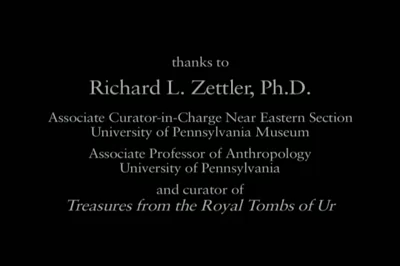 thanks to
Richard L. Zettler, Ph.D.
Associate Curator-in-Charge Near Eastern Section
University of Pennsylvania Museum
Associate Professor of Anthropology
University of Pennsylvania
and curator of
Treasures from the Royal Tombs of Ur